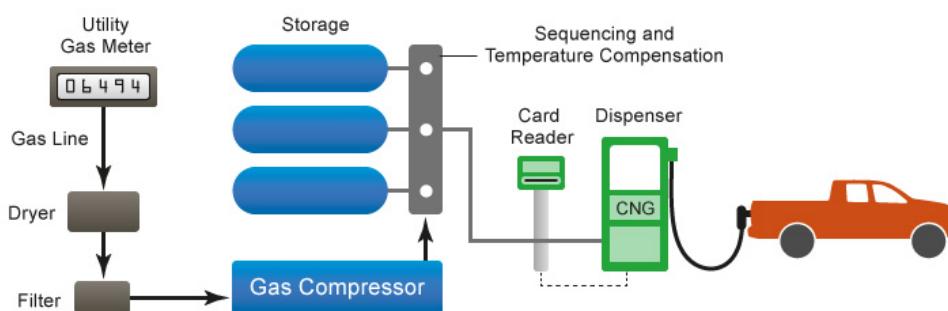 Utility
Gas Meter
06494
Gas Line
Dryer
Filter
Storage
Gas Compressor
Sequencing and
Temperature Compensation
Card
Reader
Dispenser
CNG